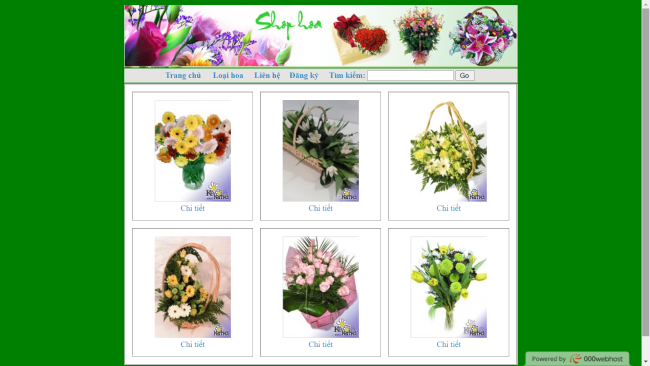 Shop hoa
Trang chủ Loại hoa Liên hệ Đăng ký Tìm kiếm: Go
Chi tiết Chi tiết Chi tiết
Chi tiết Chi tiết Chi tiết
Powered by 000webhost